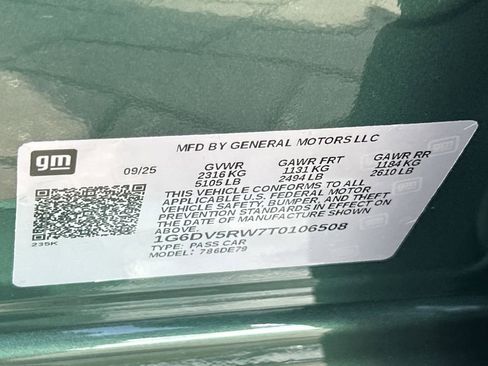 gm
MFD BY GENERAL MOTORS LLC
09/25 GVWR GAWR FRT GAWR RR
2316 KG 1131 KG 1184 KG
5105 LB 2494 LB 2610 LB
THIS VEHICLE CONFORMS TO ALL
APPLICABLE U.S. FEDERAL MOTOR
VEHICLE SAFETY, BUMPER, AND THEFT
PREVENTION STANDARDS IN EFFECT ON
THE DATE OF MANUFACTURE SHOWN
ABOVE.
1G6DV5RW7T0106508
TYPE: PASS CAR
MODEL: 786DE79
235K